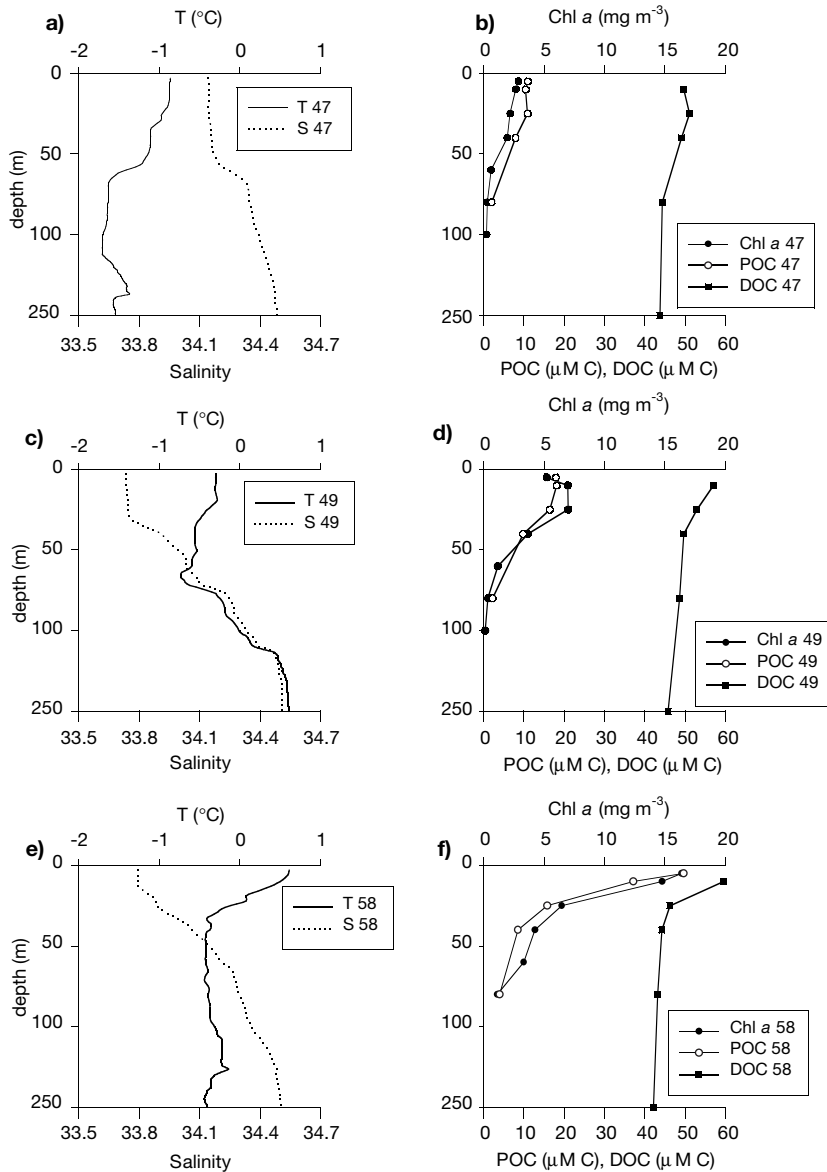 a)
T (°C)
-2 -1 0 1
0
50
100
250
depth (m)
T 47
S 47
33.5 33.8 34.1 34.4 34.7
Salinity
b)
Chl a (mg m⁻³)
0 5 10 15 20
0
50
100
250
Chl a 47
POC 47
DOC 47
0 10 20 30 40 50 60
POC (μM C), DOC (μM C)
c)
T (°C)
-2 -1 0 1
0
50
100
250
depth (m)
T 49
S 49
33.5 33.8 34.1 34.4 34.7
Salinity
d)
Chl a (mg m⁻³)
0 5 10 15 20
0
50
100
250
Chl a 49
POC 49
DOC 49
0 10 20 30 40 50 60
POC (μM C), DOC (μM C)
e)
T (°C)
-2 -1 0 1
0
50
100
250
depth (m)
T 58
S 58
33.5 33.8 34.1 34.4 34.7
Salinity
f)
Chl a (mg m⁻³)
0 5 10 15 20
0
50
100
250
Chl a 58
POC 58
DOC 58
0 10 20 30 40 50 60
POC (μM C), DOC (μM C)